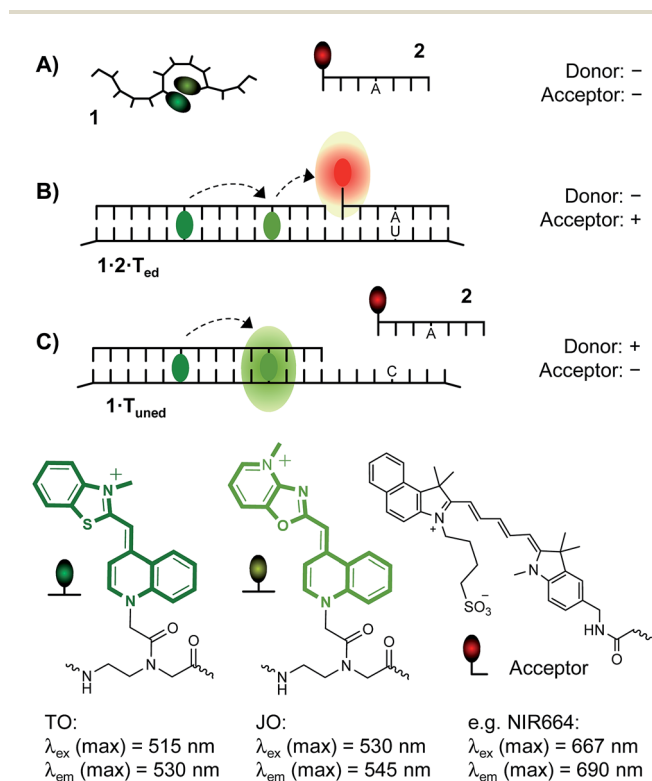 A)
1
2
A
Donor: −
Acceptor: −
B)
A
U
1·2·Ted
Donor: −
Acceptor: +
C)
2
A
C
1·Tuned
Donor: +
Acceptor: −
N
+
S
N
O
N
O
N
H
N
+
N
O
N
O
N
O
N
H
N
+
SO3
−
N
HN
O
Acceptor
TO:
λex (max) = 515 nm
λem (max) = 530 nm
JO:
λex (max) = 530 nm
λem (max) = 545 nm
e.g. NIR664:
λex (max) = 667 nm
λem (max) = 690 nm